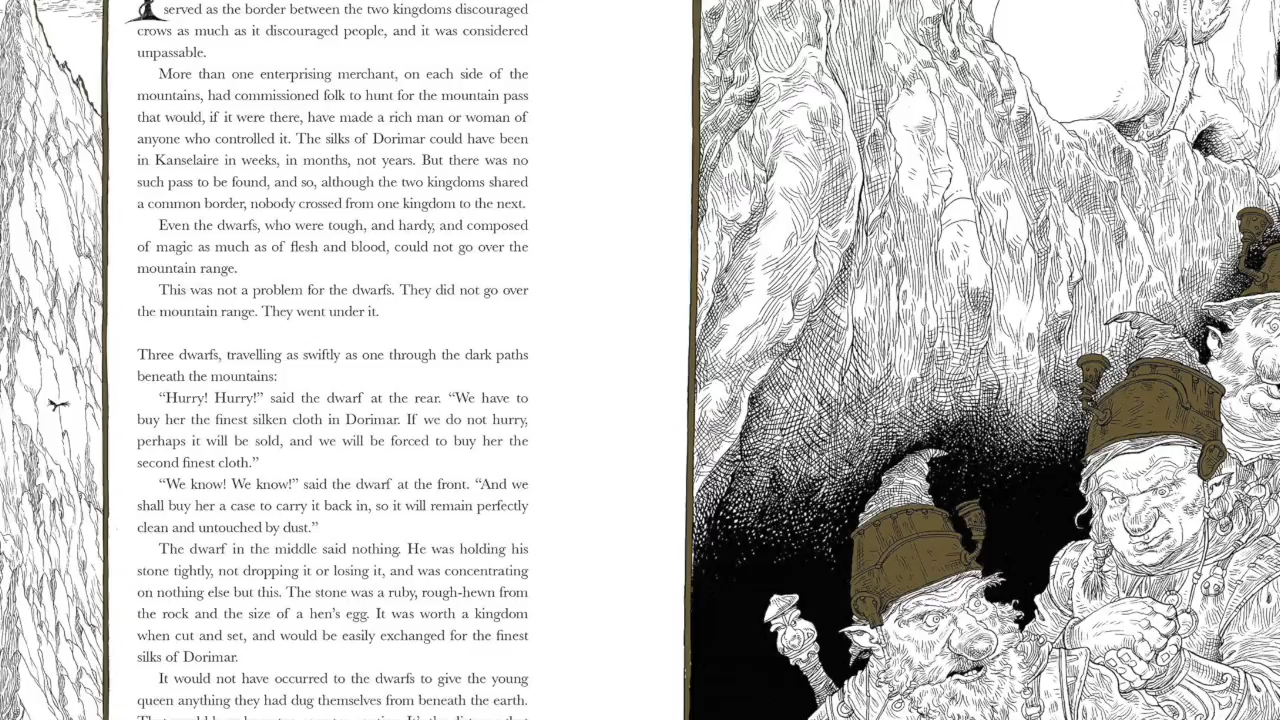 served as the border between the two kingdoms discouraged
crows as much as it discouraged people, and it was considered
unpassable.
More than one enterprising merchant, on each side of the
mountains, had commissioned folk to hunt for the mountain pass
that would, if it were there, have made a rich man or woman of
anyone who controlled it. The silks of Dorimar could have been
in Kanselaire in weeks, in months, not years. But there was no
such pass to be found, and so, although the two kingdoms shared
a common border, nobody crossed from one kingdom to the next.
Even the dwarfs, who were tough, and hardy, and composed
of magic as much as of flesh and blood, could not go over the
mountain range.
This was not a problem for the dwarfs. They did not go over
the mountain range. They went under it.
Three dwarfs, travelling as swiftly as one through the dark paths
beneath the mountains:
“Hurry! Hurry!” said the dwarf at the rear. “We have to
buy her the finest silken cloth in Dorimar. If we do not hurry,
perhaps it will be sold, and we will be forced to buy her the
second finest cloth.”
“We know! We know!” said the dwarf at the front. “And we
shall buy her a case to carry it back in, so it will remain perfectly
clean and untouched by dust.”
The dwarf in the middle said nothing. He was holding his
stone tightly, not dropping it or losing it, and was concentrating
on nothing else but this. The stone was a ruby, rough-hewn from
the rock and the size of a hen’s egg. It was worth a kingdom
when cut and set, and would be easily exchanged for the finest
silks of Dorimar.
It would not have occurred to the dwarfs to give the young
queen anything they had dug themselves from beneath the earth.